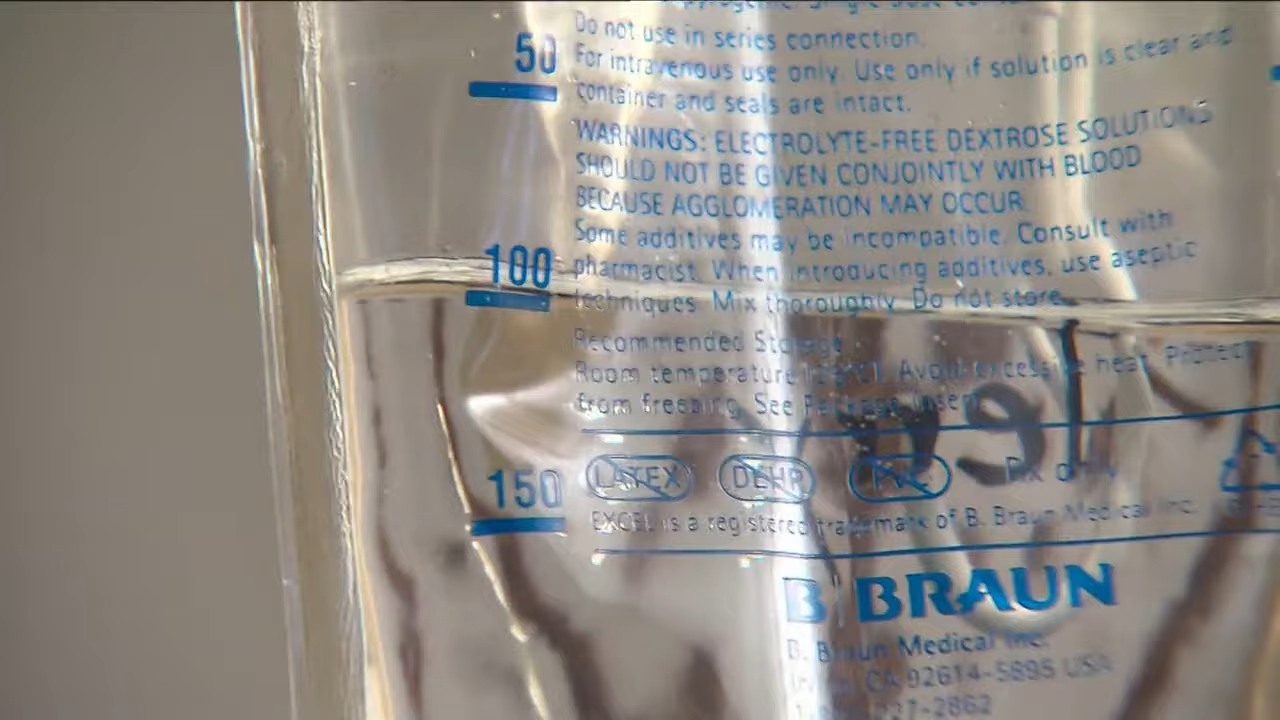 50
Do not use in series connection.
For intravenous use only. Use only if solution is clear and
container and seals are intact.
WARNINGS: ELECTROLYTE-FREE DEXTROSE SOLUTIONS
SHOULD NOT BE GIVEN CONJOINTLY WITH BLOOD
BECAUSE AGGLOMERATION MAY OCCUR.
Some additives may be incompatible. Consult with
100
pharmacist. When introducing additives, use aseptic
techniques. Mix thoroughly. Do not store.
Recommended Storage
Room temperature Avoid excessive heat. Protect
from freezing. See Package Insert
150
LATEX DEHP PVC Rx only
EXCEL is a registered trademark of B. Braun Medical Inc.
B BRAUN
B. Braun Medical Inc.
CA 92614-5895 USA
227-2862